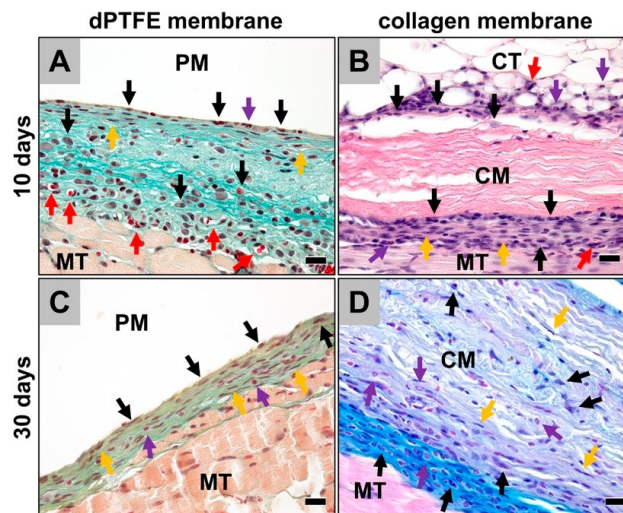 dPTFE membrane
collagen membrane
10 days
A
PM
MT
B
CT
CM
MT
30 days
C
PM
MT
D
CM
MT